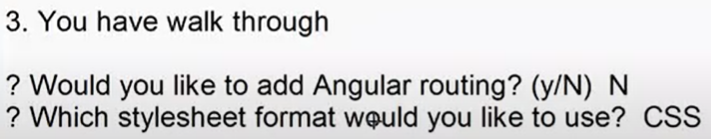 3. You have walk through
? Would you like to add Angular routing? (y/N) N
? Which stylesheet format would you like to use? CSS